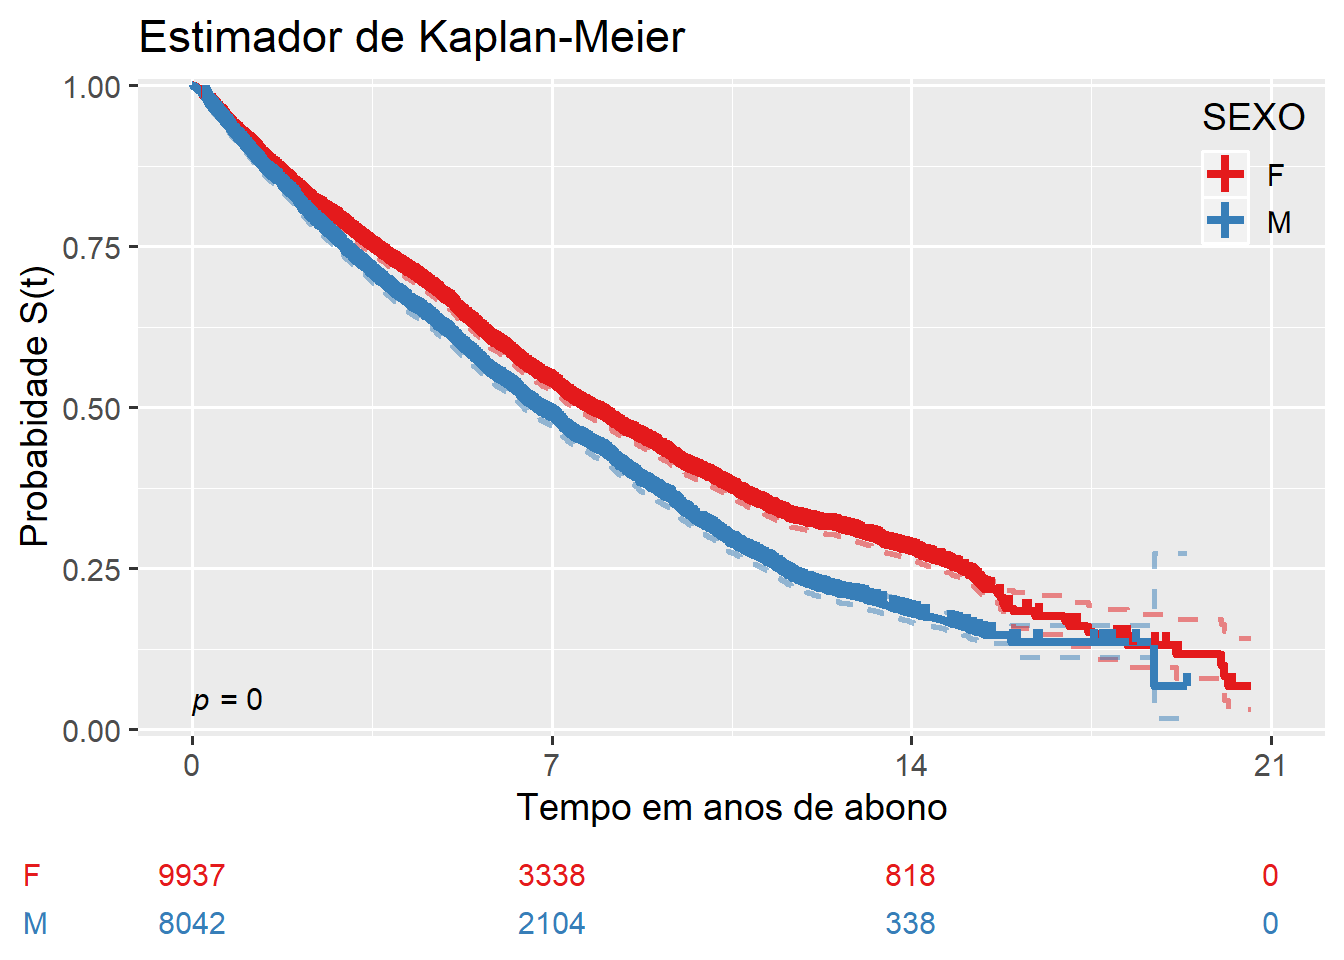 Estimador de Kaplan-Meier
Probabidade S(t)
1.00
0.75
0.50
0.25
0.00
SEXO
F
M
p = 0
0 7 14 21
Tempo em anos de abono
F 9937 3338 818 0
M 8042 2104 338 0